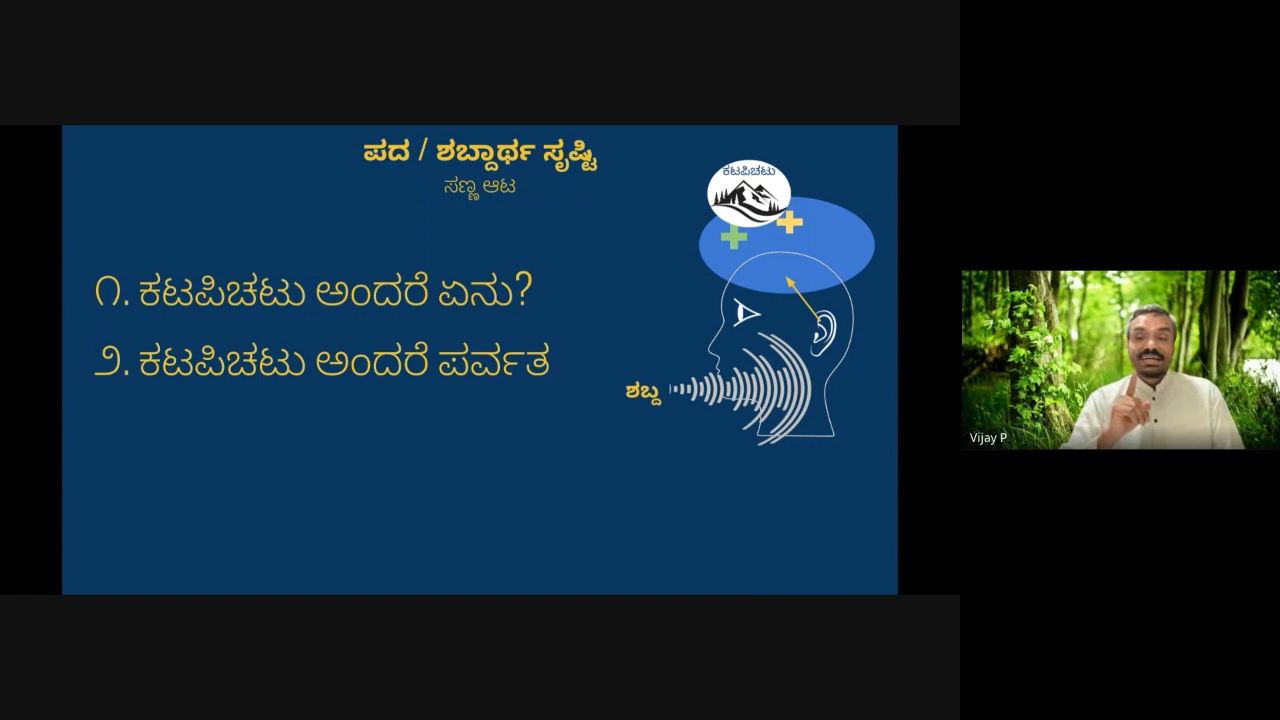 ಪದ / ಶಬ್ದಾರ್ಥ ಸೃಷ್ಟಿ
ಸಣ್ಣ ಆಟ
ಕಟಪಿಚಟು
೧. ಕಟಪಿಚಟು ಅಂದರೆ ಏನು?
೨. ಕಟಪಿಚಟು ಅಂದರೆ ಪರ್ವತ
ಶಬ್ದ
Vijay P